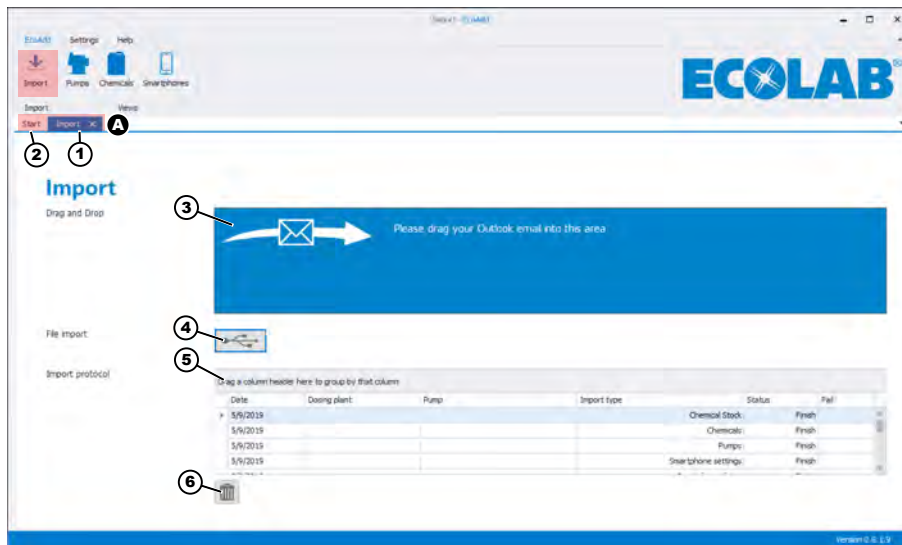 Import - EcoAdd
EcoAdd Settings Help
Import Pumps Chemicals Smartphones
Import Views
ECOLAB®
Start Import × A
2 1
Import
Drag and Drop
3
Please drag your Outlook email into this area
File import
4
5
Import protocol
Drag a column header here to group by that column
Date Dosing plant Pump Import type Status Fail
5/9/2019 Chemical Stock Finish
5/9/2019 Chemicals Finish
5/9/2019 Pumps Finish
5/9/2019 Smartphone settings Finish
6